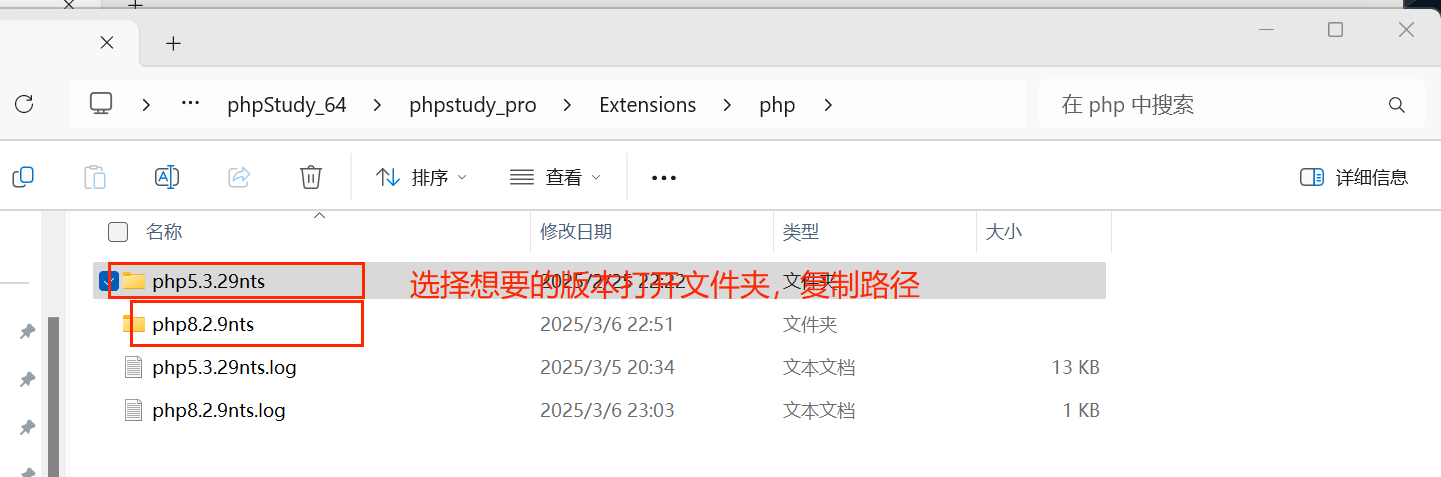 phpStudy_64 phpstudy_pro Extensions php 在 php 中搜索
排序 查看 详细信息
名称 修改日期 类型 大小
php5.3.29nts 2025/2/25 22:22 文件夹
选择想要的版本打开文件夹，复制路径
php8.2.9nts 2025/3/6 22:51 文件夹
php5.3.29nts.log 2025/3/5 20:34 文本文档 13 KB
php8.2.9nts.log 2025/3/6 23:03 文本文档 1 KB